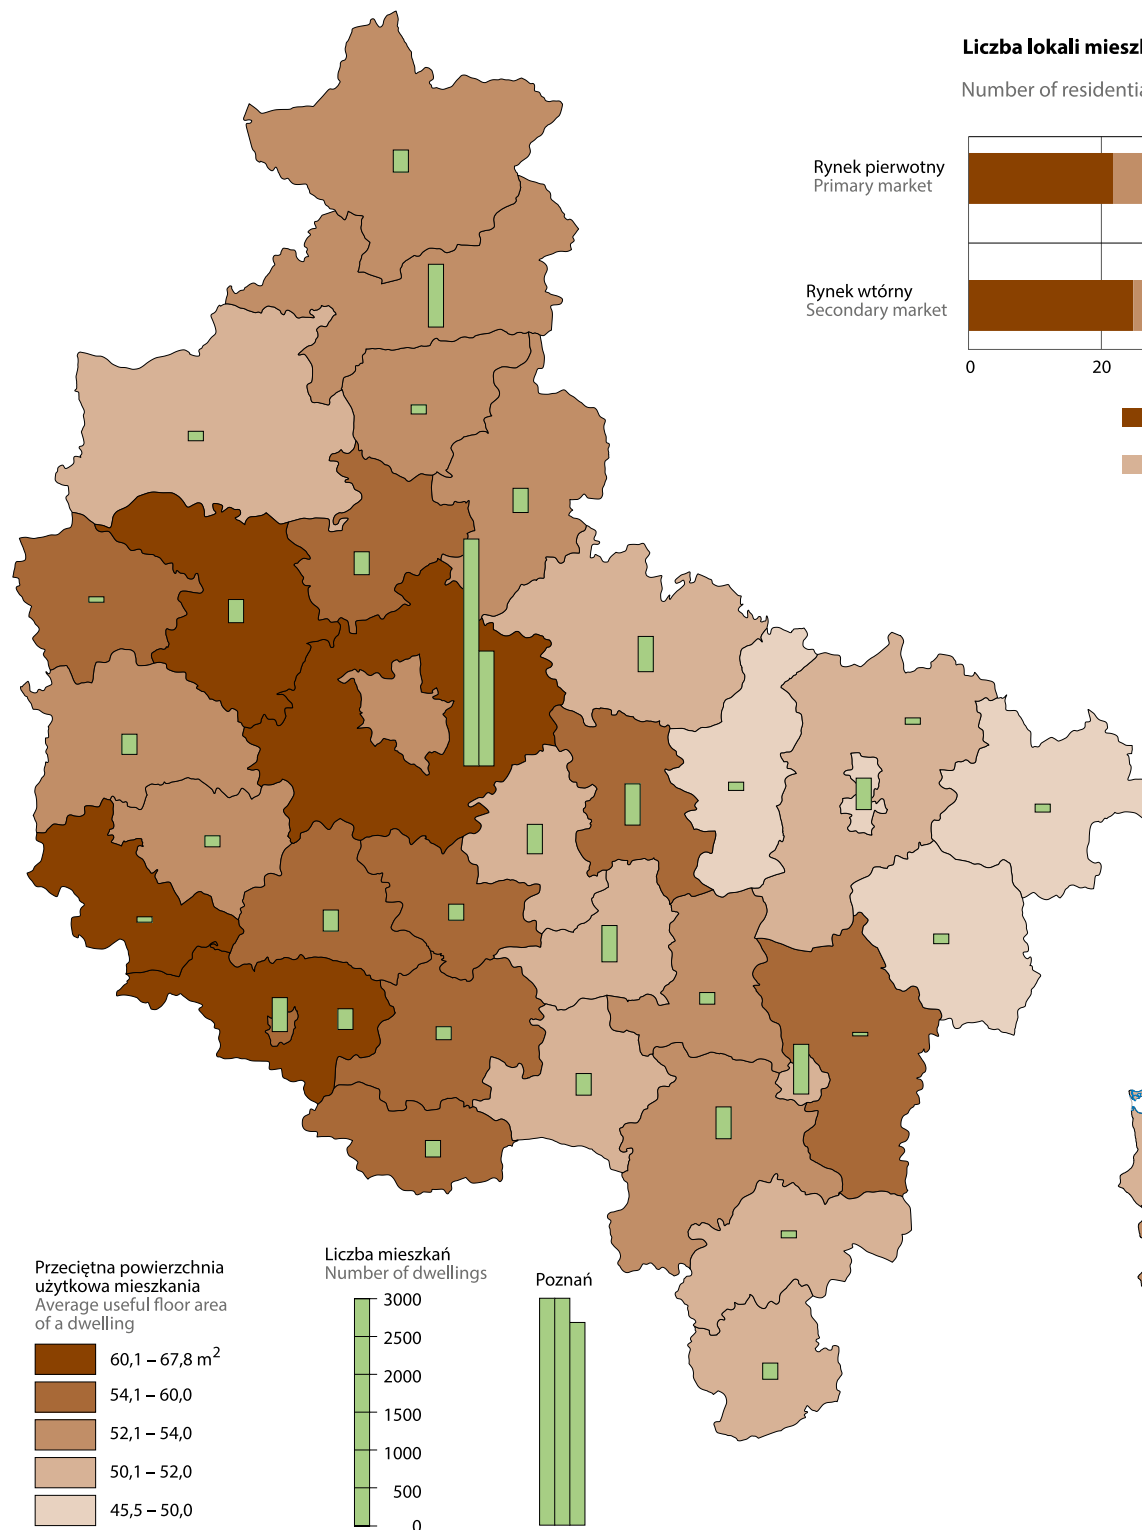 Liczba lokali mieszk
Number of residentia
Rynek pierwotny
Primary market
Rynek wtórny
Secondary market
0 20
Przeciętna powierzchnia
użytkowa mieszkania
Average useful floor area
of a dwelling
60,1 – 67,8 m²
54,1 – 60,0
52,1 – 54,0
50,1 – 52,0
45,5 – 50,0
Liczba mieszkań
Number of dwellings
3000
2500
2000
1500
1000
500
0
Poznań